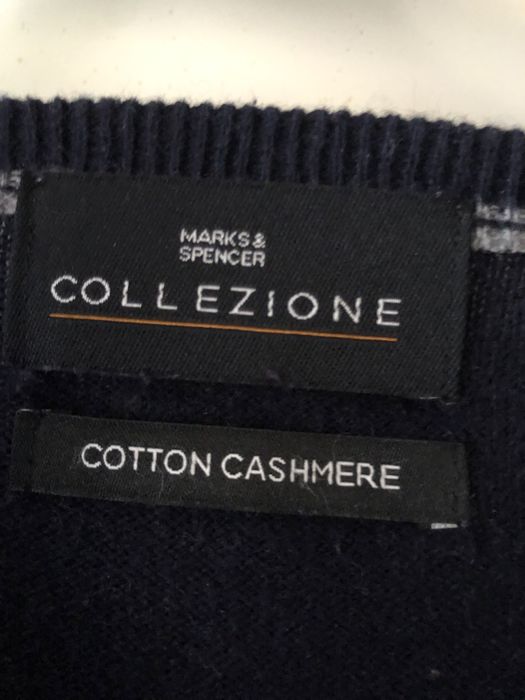 MARKS &
SPENCER
COLLEZIONE
COTTON CASHMERE